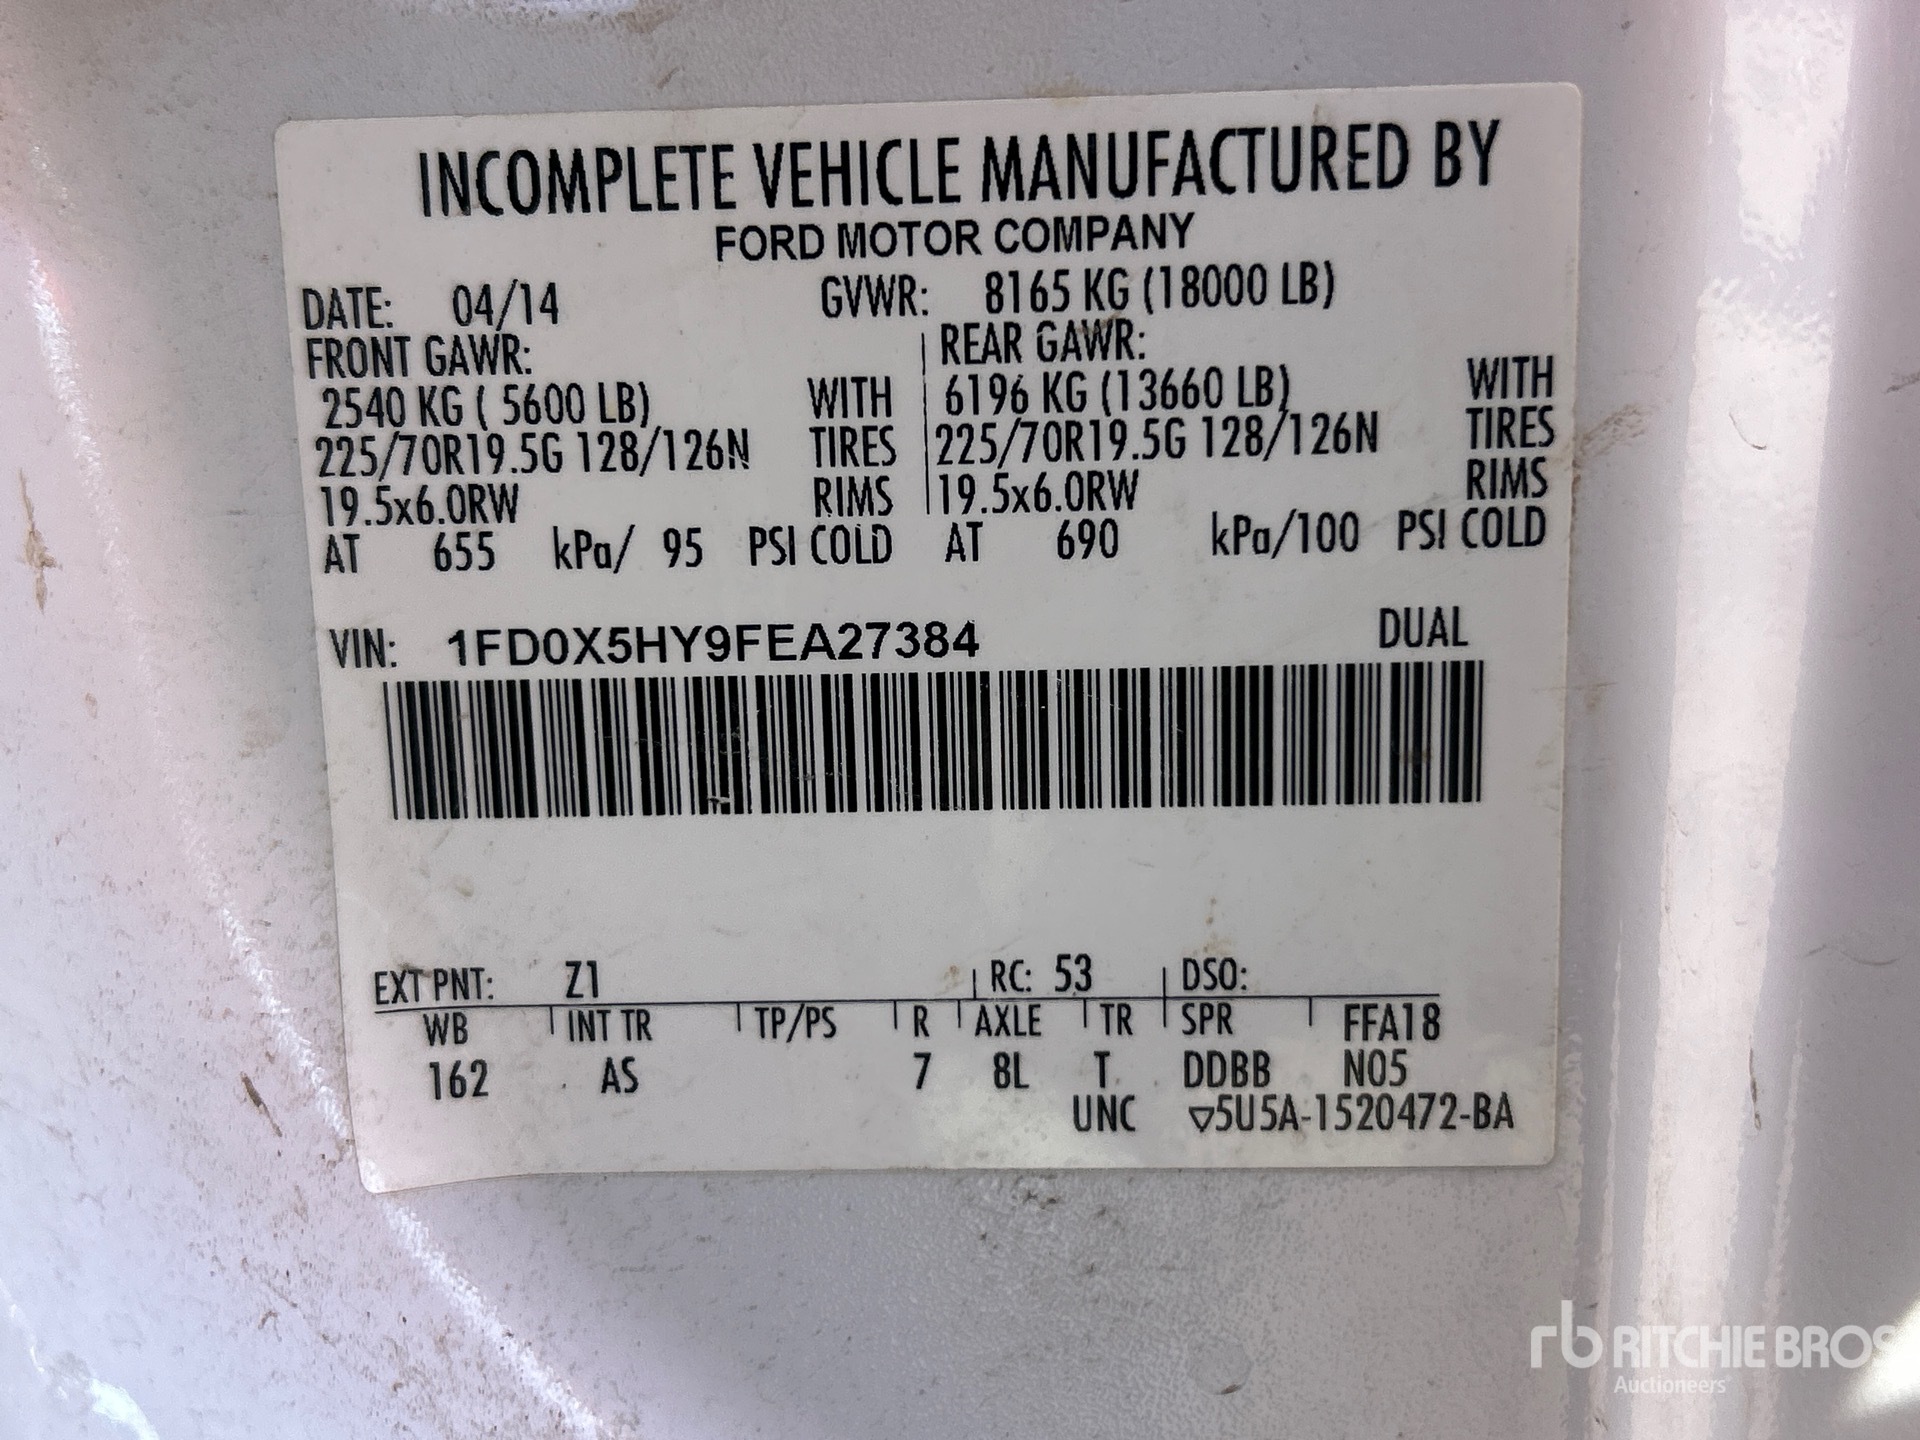 INCOMPLETE VEHICLE MANUFACTURED BY
FORD MOTOR COMPANY
DATE: 04/14 GVWR: 8165 KG (18000 LB)
FRONT GAWR: REAR GAWR:
2540 KG ( 5600 LB) WITH 6196 KG (13660 LB) WITH
225/70R19.5G 128/126N TIRES 225/70R19.5G 128/126N TIRES
19.5x6.0RW RIMS 19.5x6.0RW RIMS
AT 655 kPa/ 95 PSI COLD AT 690 kPa/100 PSI COLD
VIN: 1FD0X5HY9FEA27384 DUAL
EXT PNT: Z1 RC: 53 DSO:
WB INT TR TP/PS R AXLE TR SPR FFA18
162 AS 7 8L T DDBB N05
UNC ▽5U5A-1520472-BA
rb RITCHIE BROS
Auctioneers